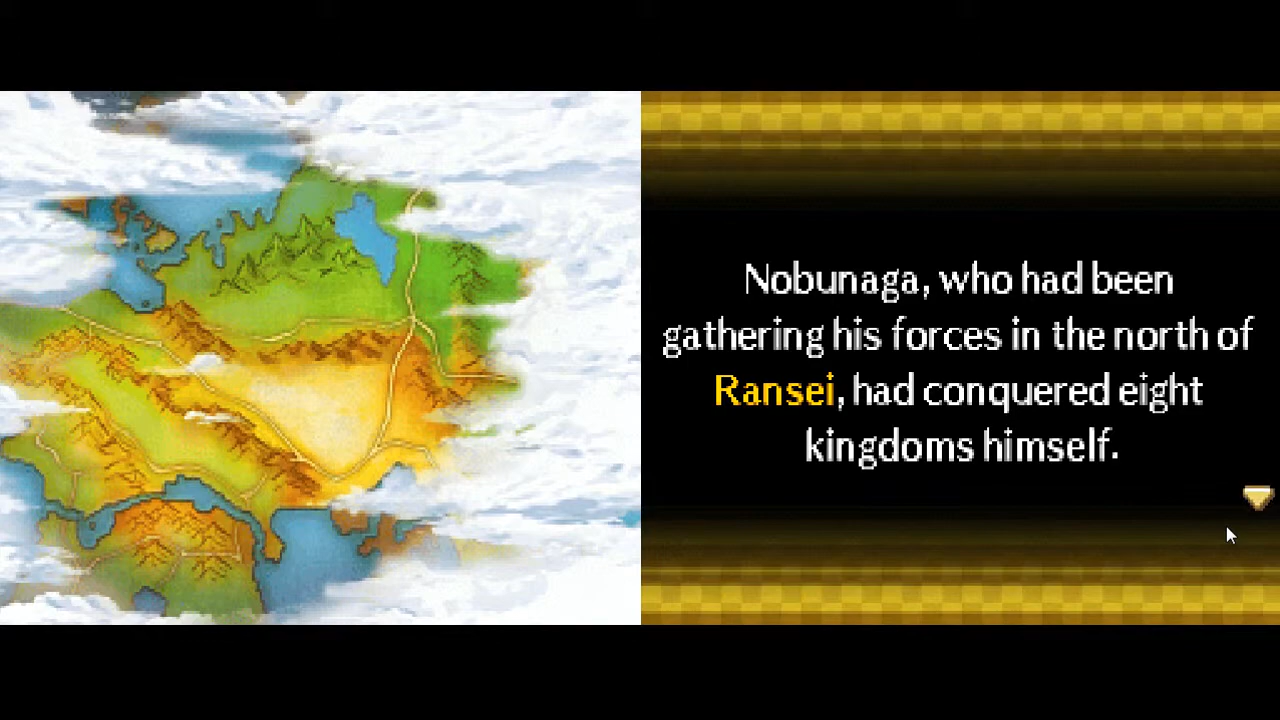 Nobunaga, who had been
gathering his forces in the north of
Ransei, had conquered eight
kingdoms himself.